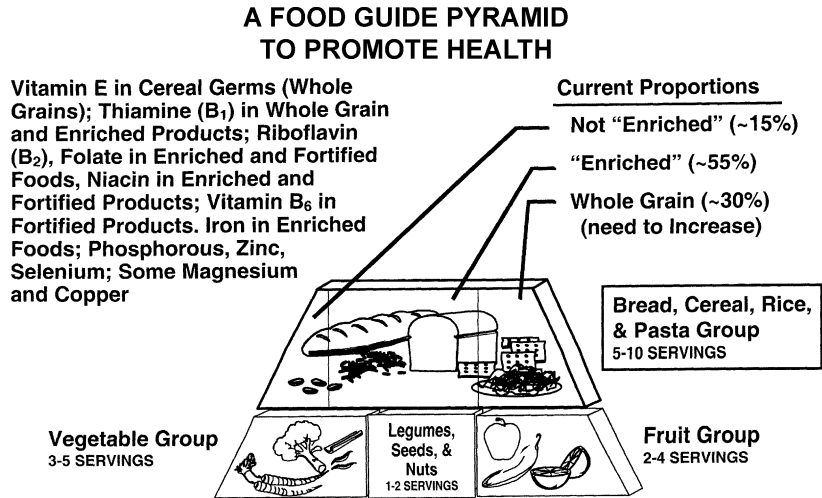 A FOOD GUIDE PYRAMID
TO PROMOTE HEALTH
Vitamin E in Cereal Germs (Whole
Grains); Thiamine (B₁) in Whole Grain
and Enriched Products; Riboflavin
(B₂), Folate in Enriched and Fortified
Foods, Niacin in Enriched and
Fortified Products; Vitamin B₆ in
Fortified Products. Iron in Enriched
Foods; Phosphorous, Zinc,
Selenium; Some Magnesium
and Copper
Current Proportions
Not “Enriched” (~15%)
“Enriched” (~55%)
Whole Grain (~30%)
(need to Increase)
Bread, Cereal, Rice,
& Pasta Group
5-10 SERVINGS
Vegetable Group
3-5 SERVINGS
Legumes,
Seeds, &
Nuts
1-2 SERVINGS
Fruit Group
2-4 SERVINGS